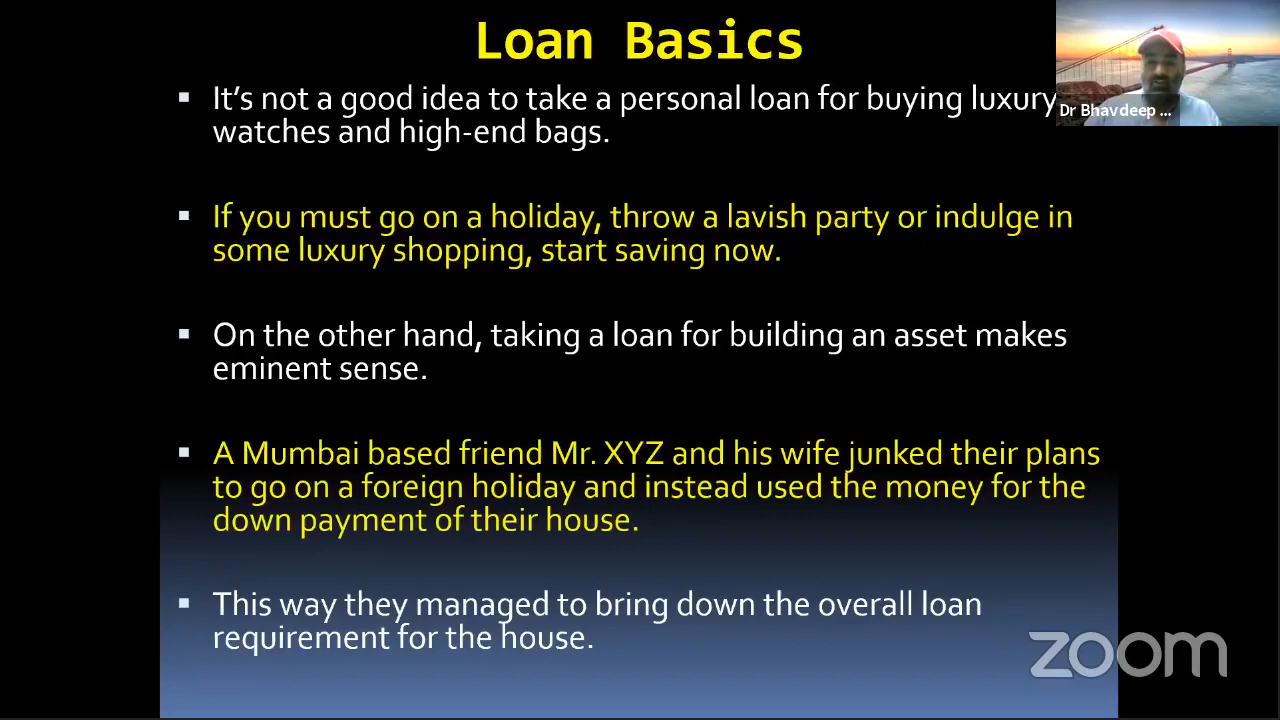 Loan Basics
It’s not a good idea to take a personal loan for buying luxury
watches and high-end bags.
If you must go on a holiday, throw a lavish party or indulge in
some luxury shopping, start saving now.
On the other hand, taking a loan for building an asset makes
eminent sense.
A Mumbai based friend Mr. XYZ and his wife junked their plans
to go on a foreign holiday and instead used the money for the
down payment of their house.
This way they managed to bring down the overall loan
requirement for the house.
Dr Bhavdeep ...
zoom